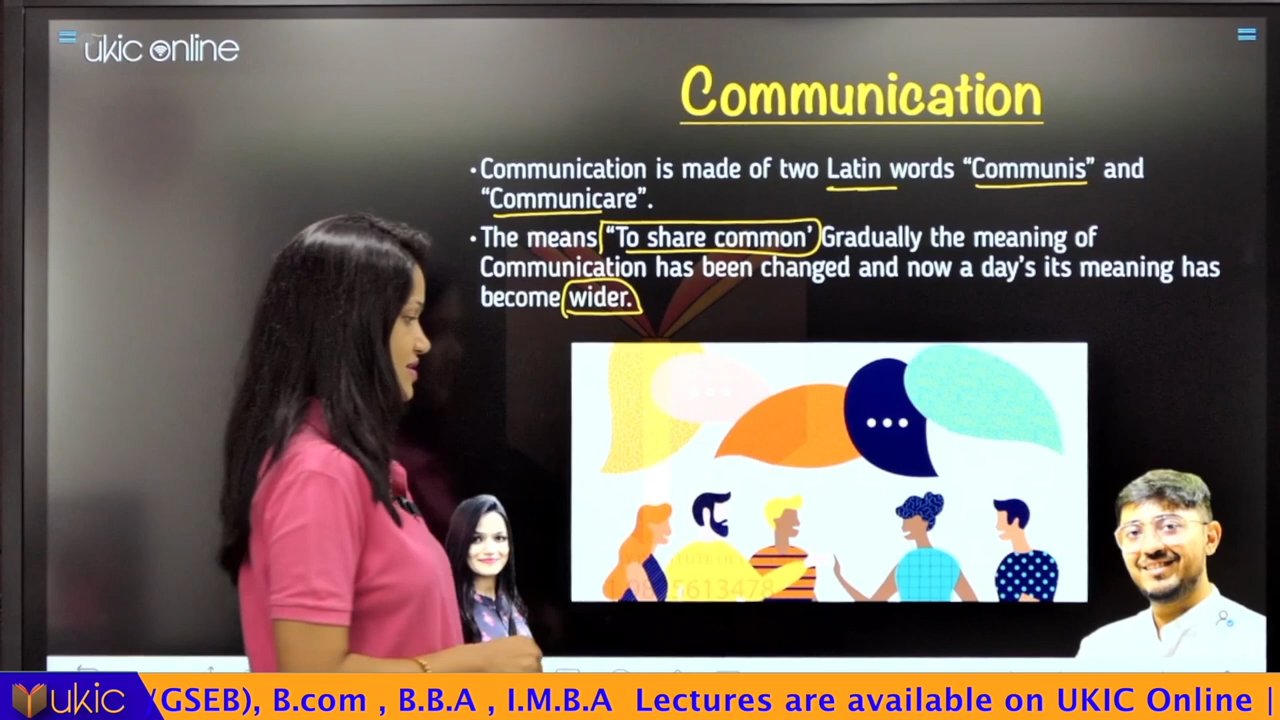 ukic online
Communication
•Communication is made of two Latin words “Communis” and
“Communicare”.
•The means “To share common’ Gradually the meaning of
Communication has been changed and now a day’s its meaning has
become wider.
ukic
(GSEB), B.com , B.B.A , I.M.B.A Lectures are available on UKIC Online |